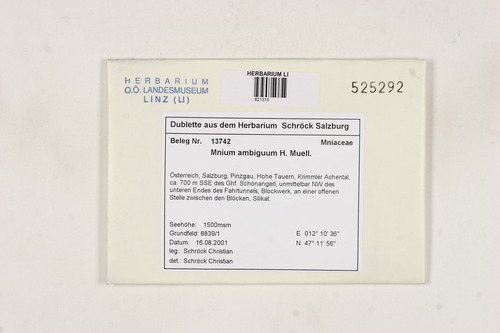 HERBARIUM
O.Ö. LANDESMUSEUM
LINZ (LI)
HERBARIUM LI
821315
525292
Dublette aus dem Herbarium Schröck Salzburg
Beleg Nr. 13742 Mniaceae
Mnium ambiguum H. Muell.
Österreich, Salzburg, Pinzgau, Hohe Tauern, Krimmler Achental,
ca. 700 m SSE des Ghf. Schönangerl, unmittelbar NW des
unteren Endes des Fahrtunnels, Blockwerk, an einer offenen
Stelle zwischen den Blöcken, Silikat.
Seehöhe: 1500msm
Grundfeld: 8839/1 E 012° 10' 36"
Datum: 16.08.2001 N 47° 11' 56"
leg.: Schröck Christian
det.: Schröck Christian